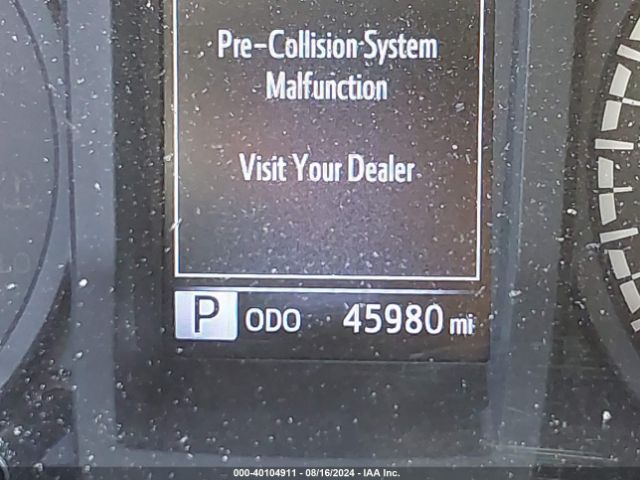 Pre-Collision System
Malfunction
Visit Your Dealer
P ODO 45980 mi
000-40104911 - 08/16/2024 - IAA Inc.